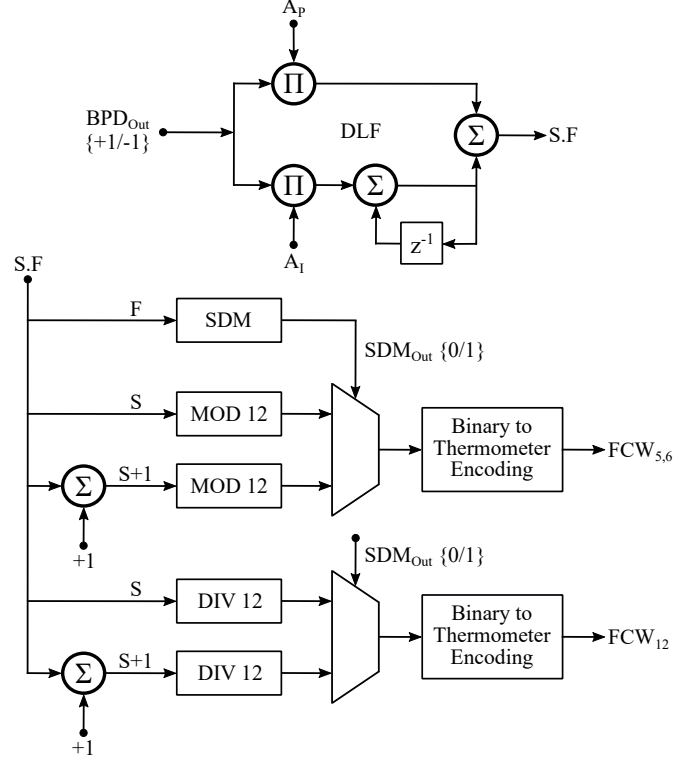 A_P
Π
BPD_Out
{+1/-1}
DLF
Σ
S.F
Π
Σ
z^-1
A_I
S.F
F
SDM
SDM_Out {0/1}
S
MOD 12
Binary to
Thermometer
Encoding
FCW_5,6
Σ
S+1
MOD 12
+1
SDM_Out {0/1}
S
DIV 12
Binary to
Thermometer
Encoding
FCW_12
Σ
S+1
DIV 12
+1